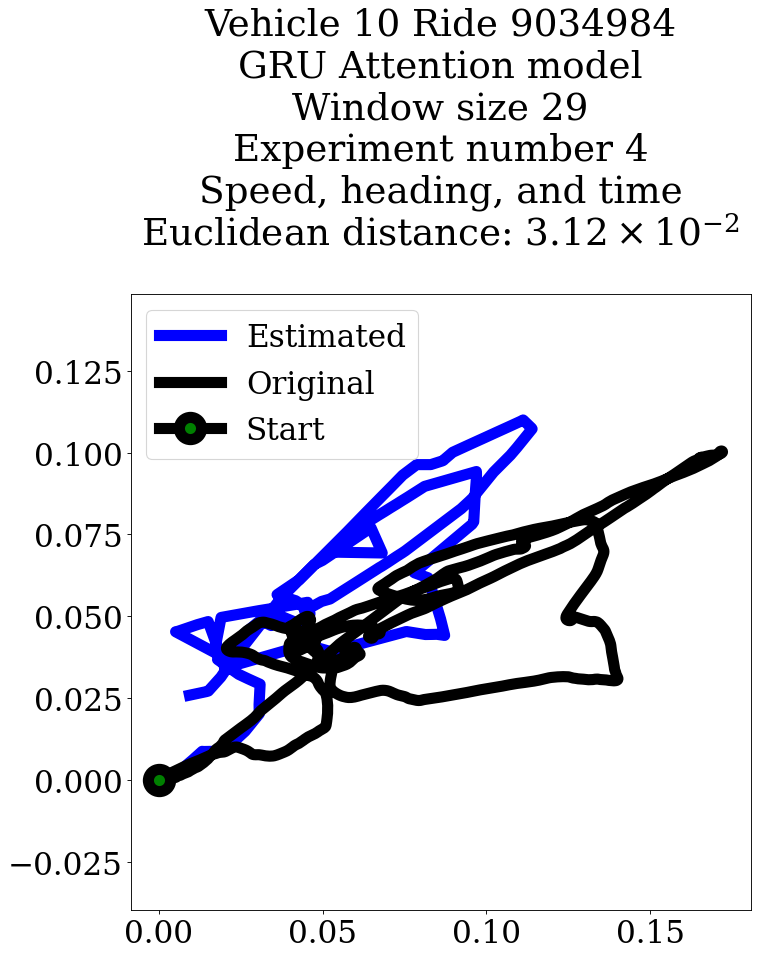 Vehicle 10 Ride 9034984
GRU Attention model
Window size 29
Experiment number 4
Speed, heading, and time
Euclidean distance: 3.12 × 10⁻²
Estimated
Original
Start
0.125
0.100
0.075
0.050
0.025
0.000
−0.025
0.00 0.05 0.10 0.15